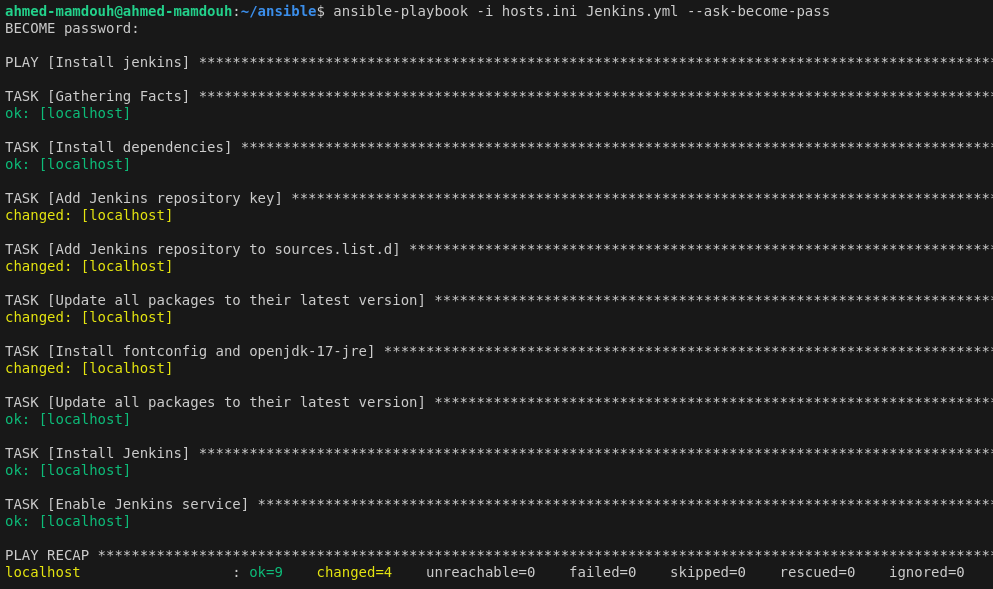 ahmed-mamdouh@ahmed-mamdouh:~/ansible$ ansible-playbook -i hosts.ini Jenkins.yml --ask-become-pass
BECOME password:
PLAY [Install jenkins] **********************************************************************************************
TASK [Gathering Facts] **********************************************************************************************
ok: [localhost]
TASK [Install dependencies] *****************************************************************************************
ok: [localhost]
TASK [Add Jenkins repository key] ***********************************************************************************
changed: [localhost]
TASK [Add Jenkins repository to sources.list.d] *********************************************************************
changed: [localhost]
TASK [Update all packages to their latest version] ******************************************************************
changed: [localhost]
TASK [Install fontconfig and openjdk-17-jre] ************************************************************************
changed: [localhost]
TASK [Update all packages to their latest version] ******************************************************************
ok: [localhost]
TASK [Install Jenkins] **********************************************************************************************
ok: [localhost]
TASK [Enable Jenkins service] ***************************************************************************************
ok: [localhost]
PLAY RECAP **********************************************************************************************************
localhost                  : ok=9    changed=4    unreachable=0    failed=0    skipped=0    rescued=0    ignored=0